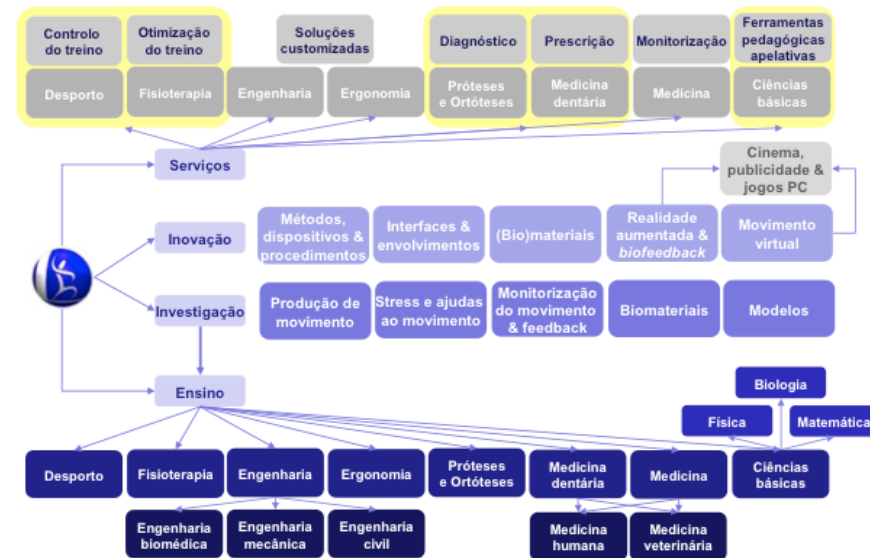 Controlo
do treino
Otimização
do treino
Soluções
customizadas
Diagnóstico
Prescrição
Monitorização
Ferramentas
pedagógicas
apelativas
Desporto
Fisioterapia
Engenharia
Ergonomia
Próteses
e Ortóteses
Medicina
dentária
Medicina
Ciências
básicas
Serviços
Cinema,
publicidade &
jogos PC
Inovação
Métodos,
dispositivos &
procedimentos
Interfaces &
envolvimentos
(Bio)materiais
Realidade
aumentada &
biofeedback
Movimento
virtual
Investigação
Produção de
movimento
Stress e ajudas
ao movimento
Monitorização
do movimento
& feedback
Biomateriais
Modelos
Ensino
Biologia
Física
Matemática
Desporto
Fisioterapia
Engenharia
Ergonomia
Próteses
e Ortóteses
Medicina
dentária
Medicina
Ciências
básicas
Engenharia
biomédica
Engenharia
mecânica
Engenharia
civil
Medicina
humana
Medicina
veterinária